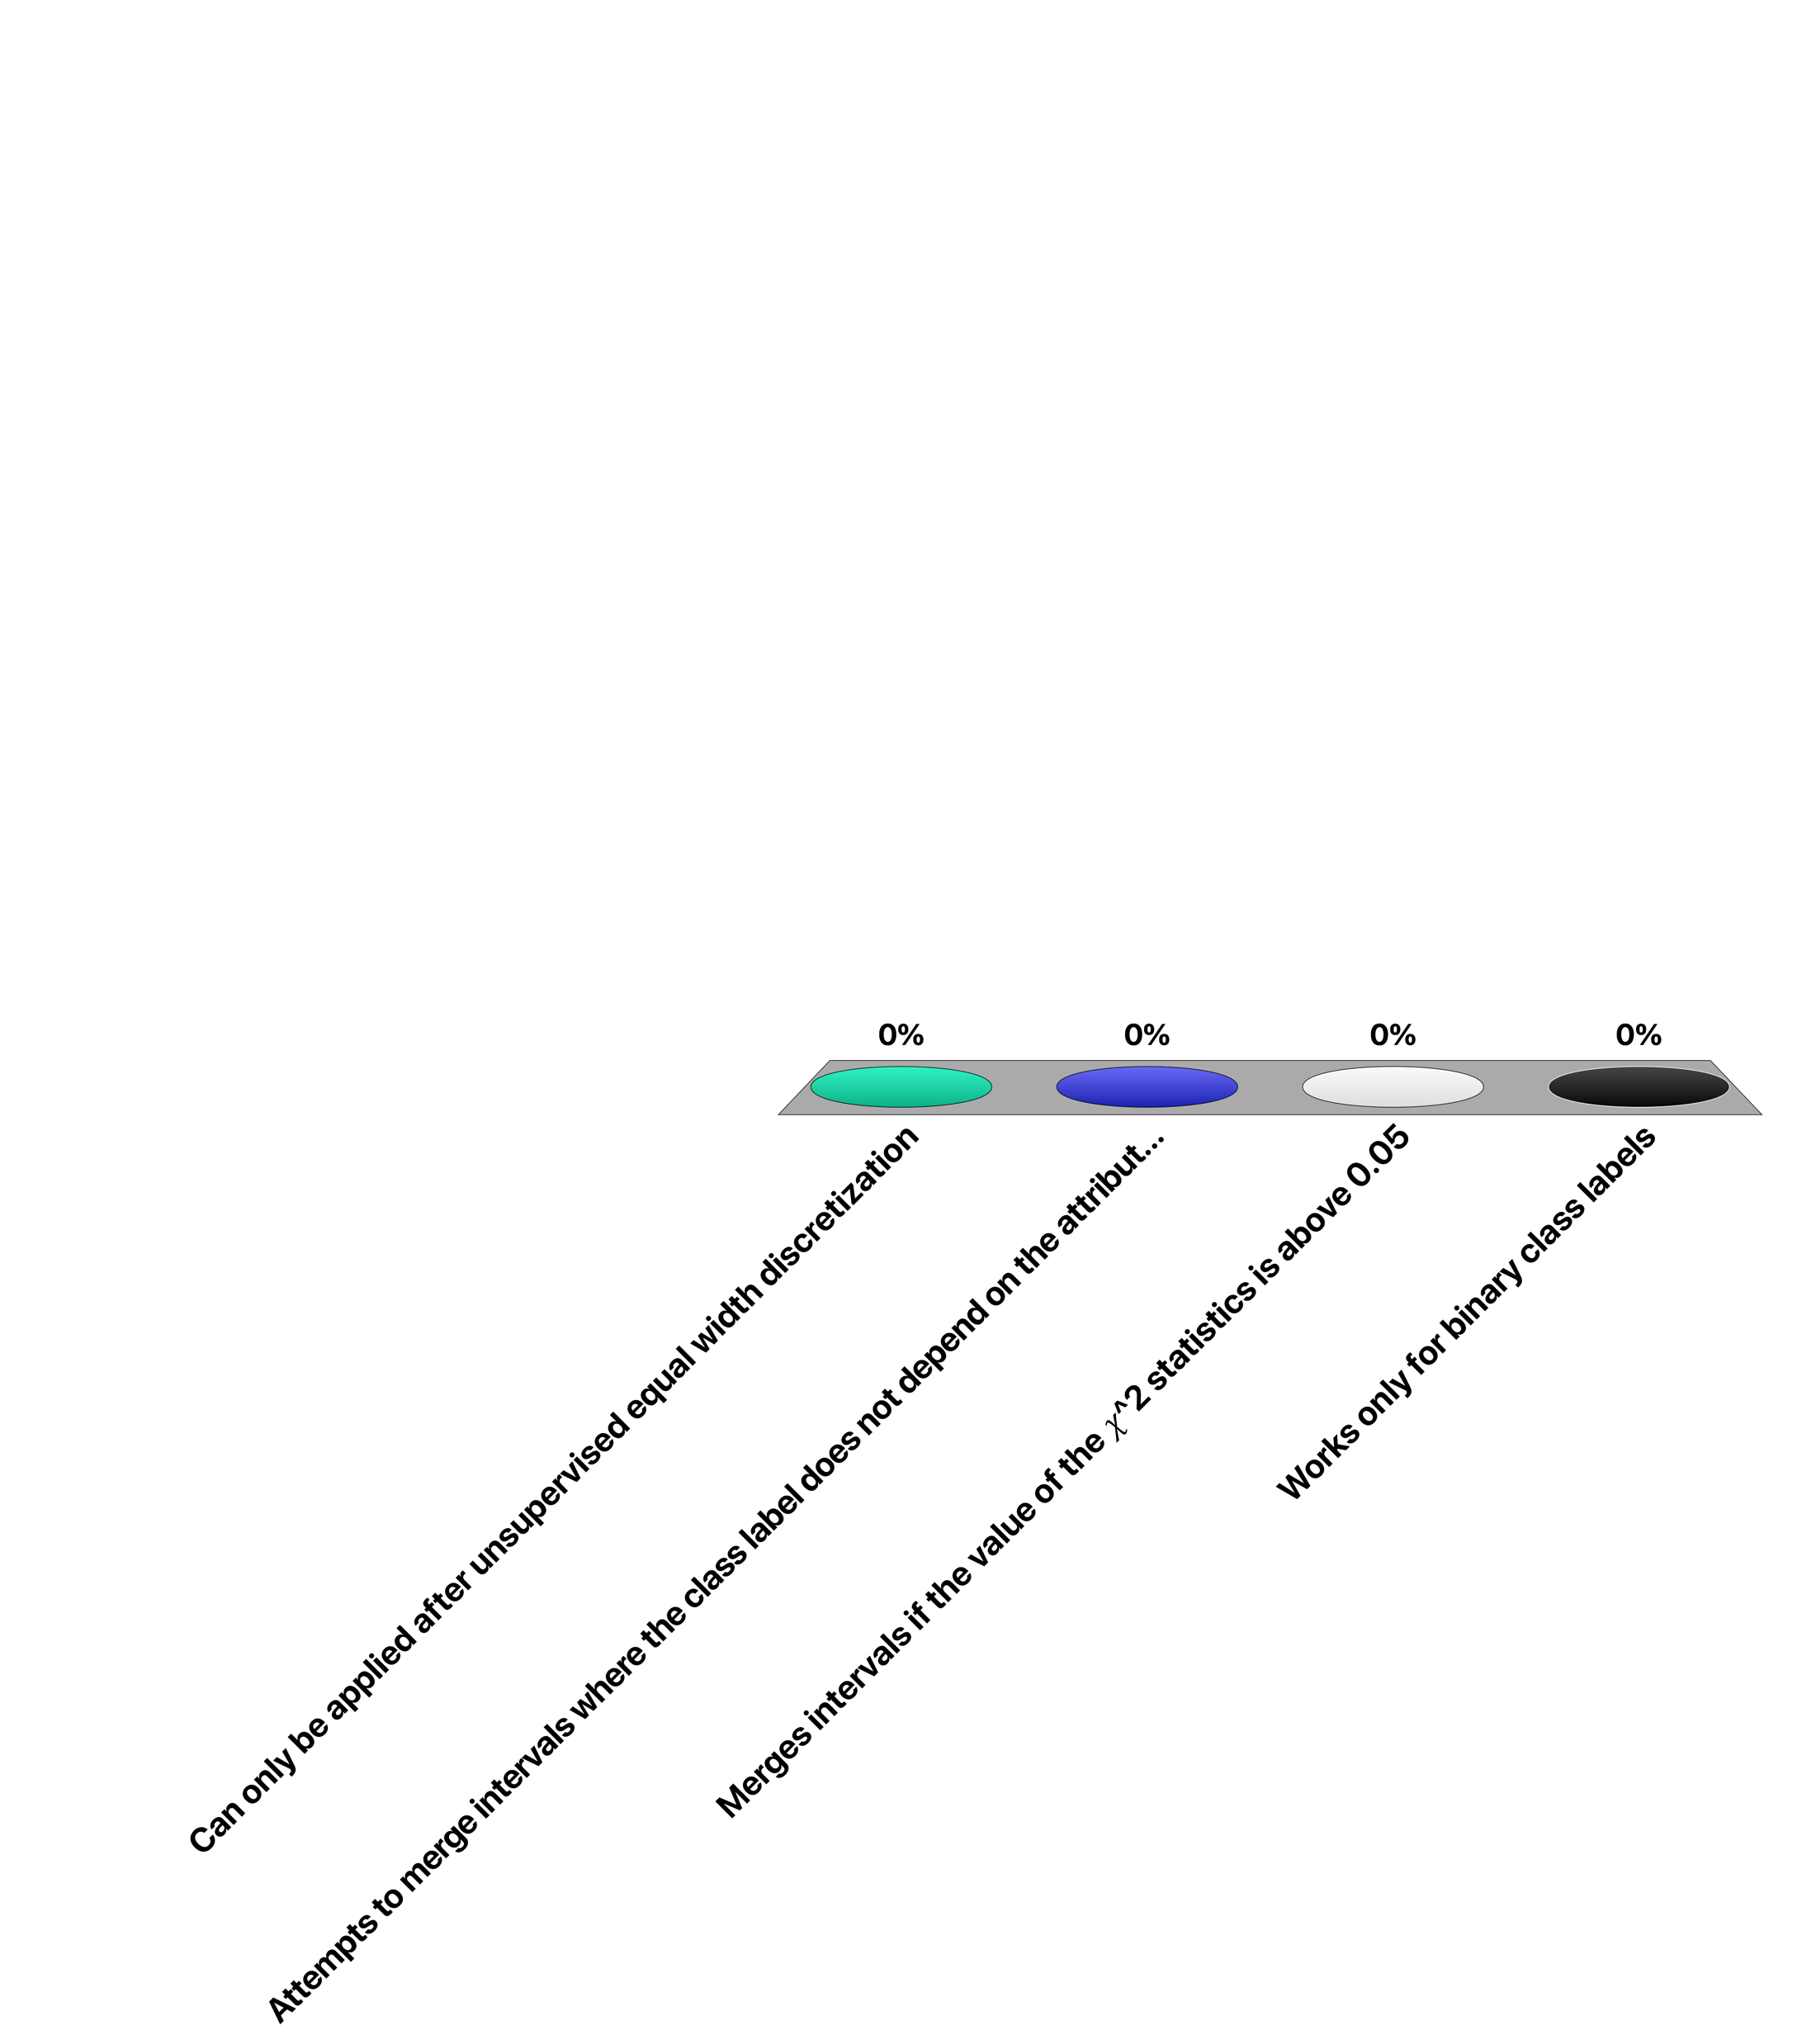 0%
0%
0%
0%
Can only be applied after unsupervised equal width discretization
Attempts to merge intervals where the class label does not depend on the attribut...
Merges intervals if the value of the χ^2 statistics is above 0.05
Works only for binary class labels